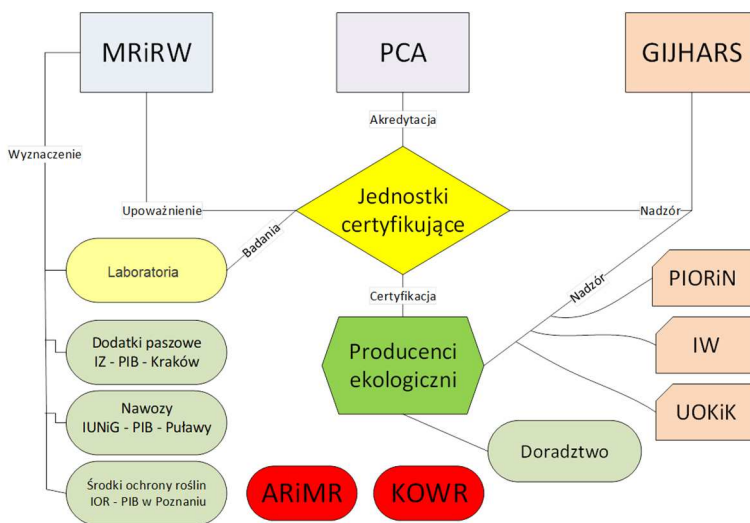 MRiRW
PCA
GIJHARS
Akredytacja
Wyznaczenie
Jednostki
certyfikujące
Upoważnienie
Nadzór
Badania
Laboratoria
Certyfikacja
Nadzór
PIORiN
Dodatki paszowe
IZ - PIB - Kraków
Producenci
ekologiczni
IW
Nawozy
IUNiG - PIB - Puławy
UOKiK
Doradztwo
Środki ochrony roślin
IOR - PIB w Poznaniu
ARiMR
KOWR